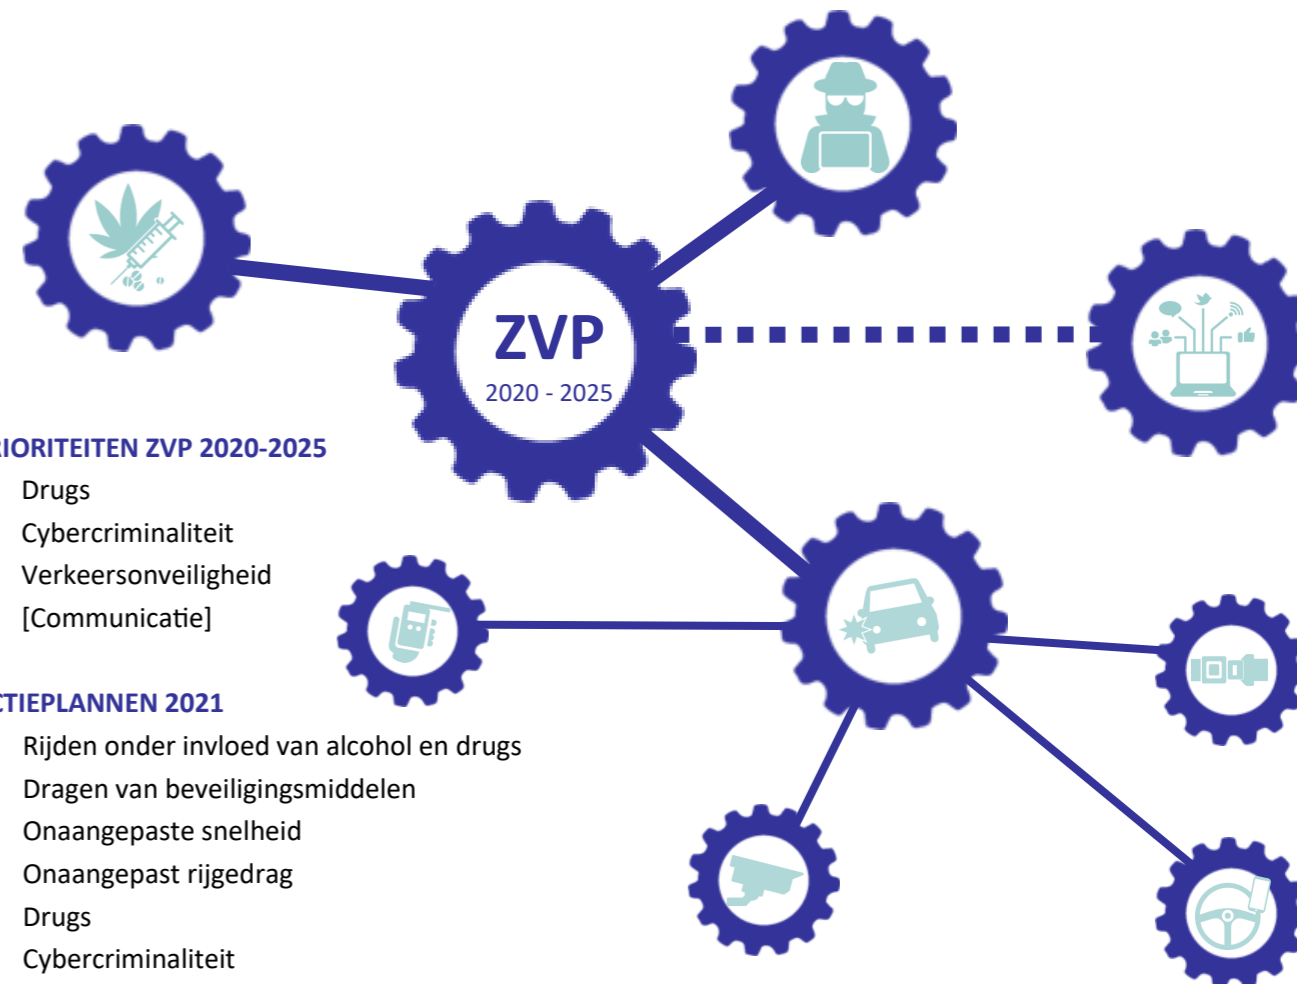 ZVP
2020 - 2025
RIORITEITEN ZVP 2020-2025
Drugs
Cybercriminaliteit
Verkeersonveiligheid
[Communicatie]
CTIEPLANNEN 2021
Rijden onder invloed van alcohol en drugs
Dragen van beveiligingsmiddelen
Onaangepaste snelheid
Onaangepast rijgedrag
Drugs
Cybercriminaliteit